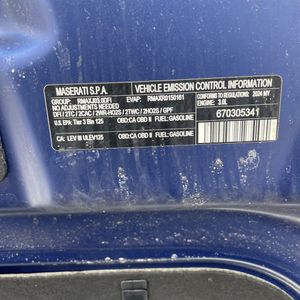 MASERATI S.P.A. VEHICLE EMISSION CONTROL INFORMATION
GROUP: RMAXJ03.0DFI EVAP: RMAXR0150161 CONFORMS TO REGULATIONS: 2024 MY
NO ADJUSTMENTS NEEDED ENGINE: 3.0L
DFI / 2TC / 2CAC / 2WR-HO2S / 2TWC / 2HO2S / GPF
U.S. EPA: Tier 3 Bin 125 OBD: CA OBD II FUEL: GASOLINE 670305341
CA: LEV III ULEV125 OBD: CA OBD II FUEL: GASOLINE